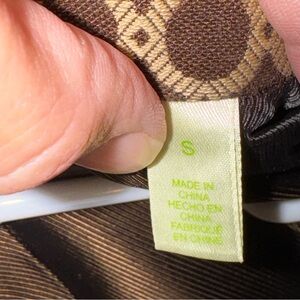 S
MADE IN
CHINA
HECHO EN
CHINA
FABRIQUÉ
EN CHINE